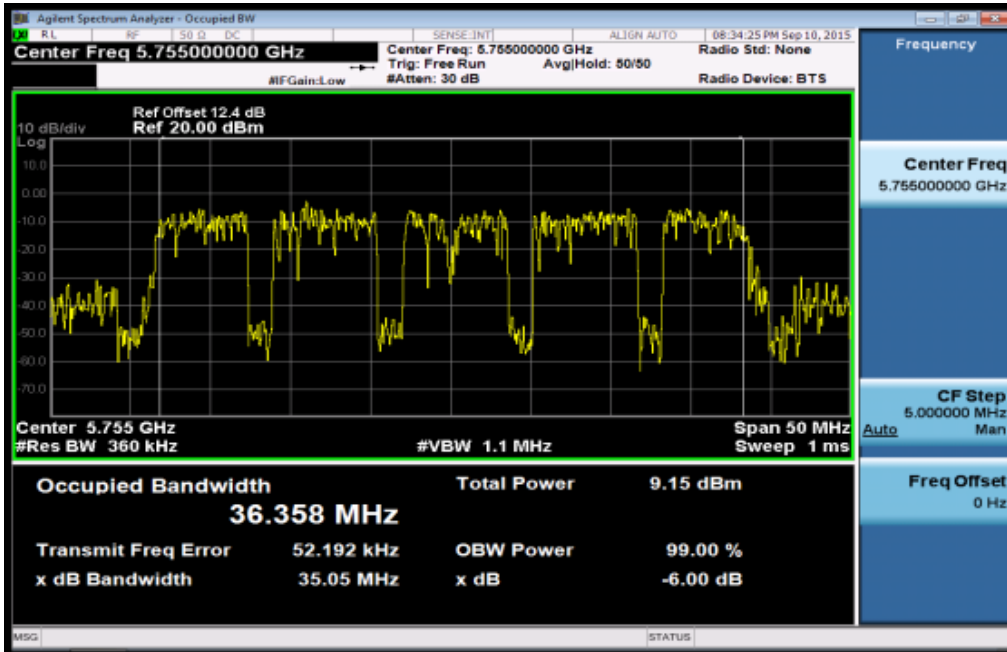 Agilent Spectrum Analyzer - Occupied BW
RL RF 50 Ω DC SENSE:INT ALIGN AUTO 08:34:25 PM Sep 10, 2015
Center Freq 5.755000000 GHz
Center Freq: 5.755000000 GHz
Radio Std: None
Trig: Free Run Avg|Hold: 50/50
#IFGain:Low
#Atten: 30 dB
Radio Device: BTS
Ref Offset 12.4 dB
10 dB/div Ref 20.00 dBm
Log
10.0
0.00
-10.0
-20.0
-30.0
-40.0
-50.0
-60.0
-70.0
Center 5.755 GHz Span 50 MHz
#Res BW 360 kHz #VBW 1.1 MHz Sweep 1 ms
Occupied Bandwidth Total Power 9.15 dBm
36.358 MHz
Transmit Freq Error 52.192 kHz OBW Power 99.00 %
x dB Bandwidth 35.05 MHz x dB -6.00 dB
MSG STATUS
Frequency
Center Freq
5.755000000 GHz
CF Step
5.000000 MHz
Auto Man
Freq Offset
0 Hz